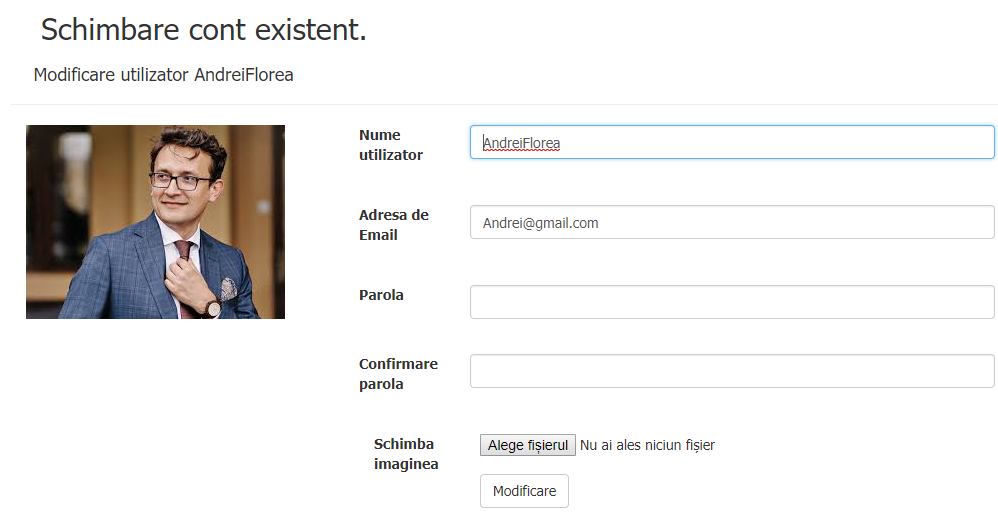 Schimbare cont existent.
Modificare utilizator AndreiFlorea
Nume
utilizator
AndreiFlorea
Adresa de
Email
Andrei@gmail.com
Parola
Confirmare
parola
Schimba
imaginea
Alege fișierul Nu ai ales niciun fișier
Modificare